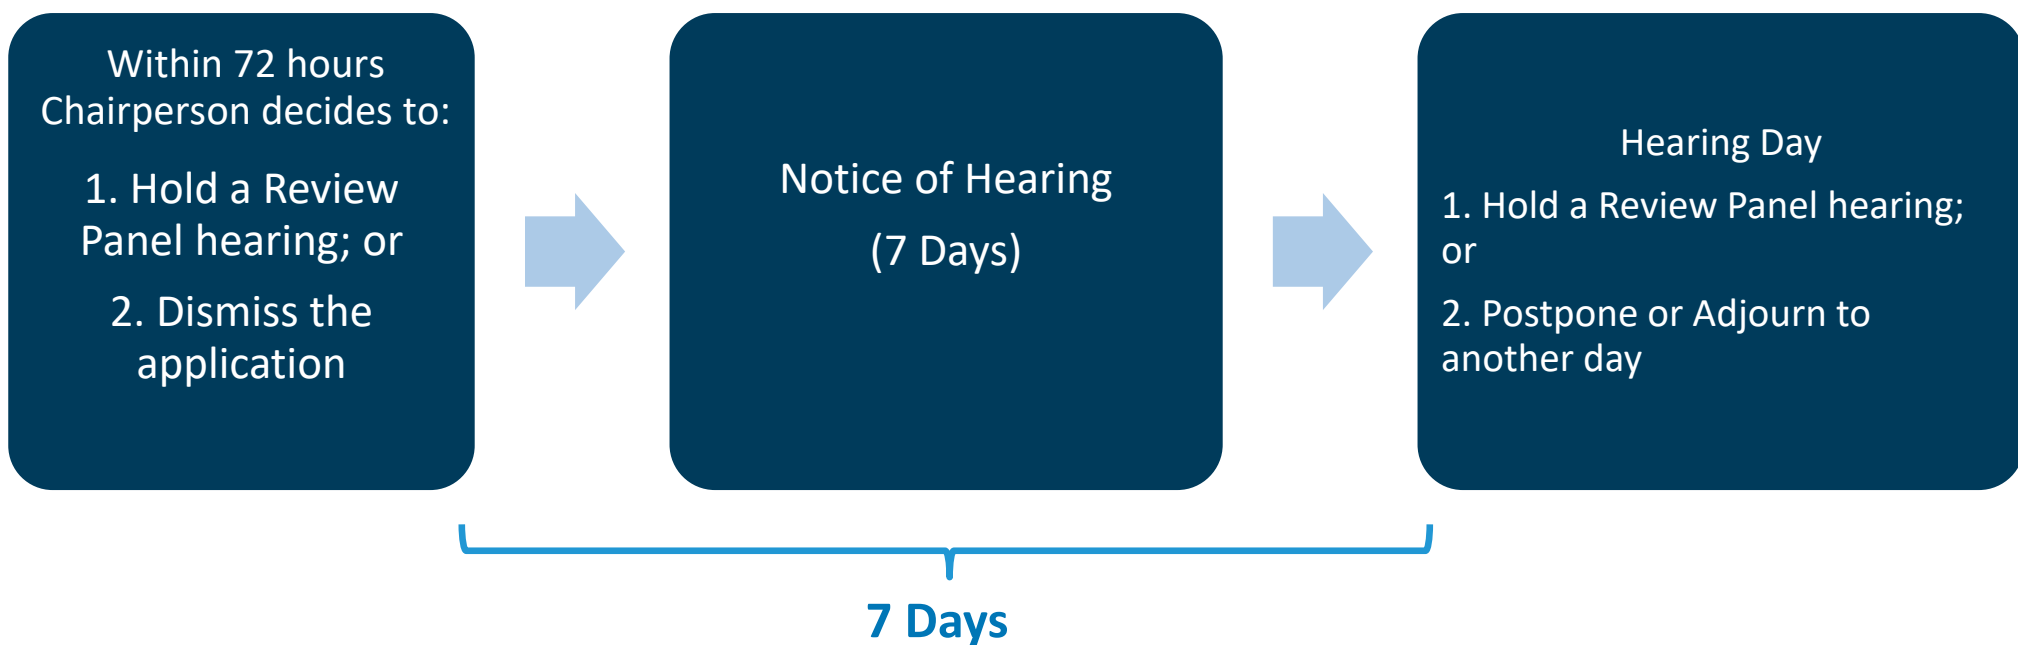 Within 72 hours
Chairperson decides to:
1. Hold a Review
Panel hearing; or
2. Dismiss the
application
Notice of Hearing
(7 Days)
Hearing Day
1. Hold a Review Panel hearing;
or
2. Postpone or Adjourn to
another day
7 Days